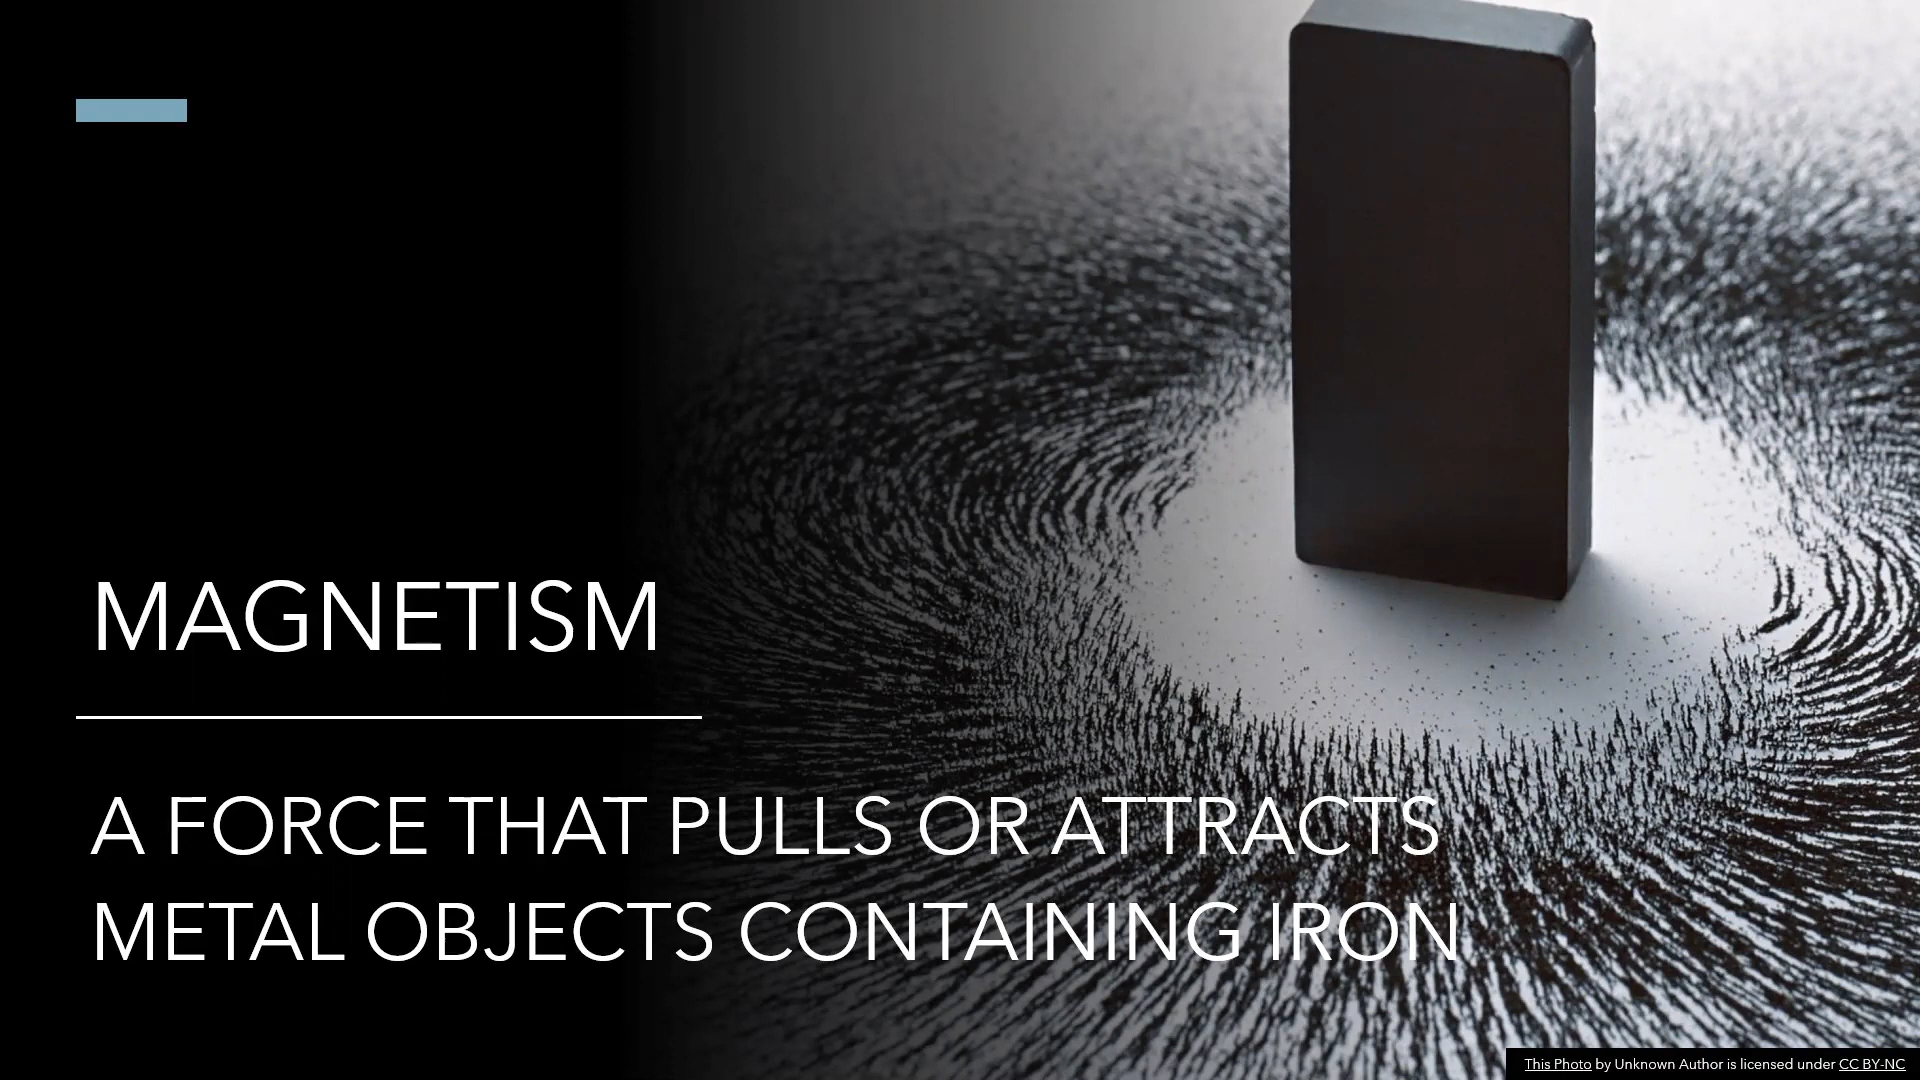 MAGNETISM
A FORCE THAT PULLS OR ATTRACTS
METAL OBJECTS CONTAINING IRON
This Photo by Unknown Author is licensed under CC BY-NC